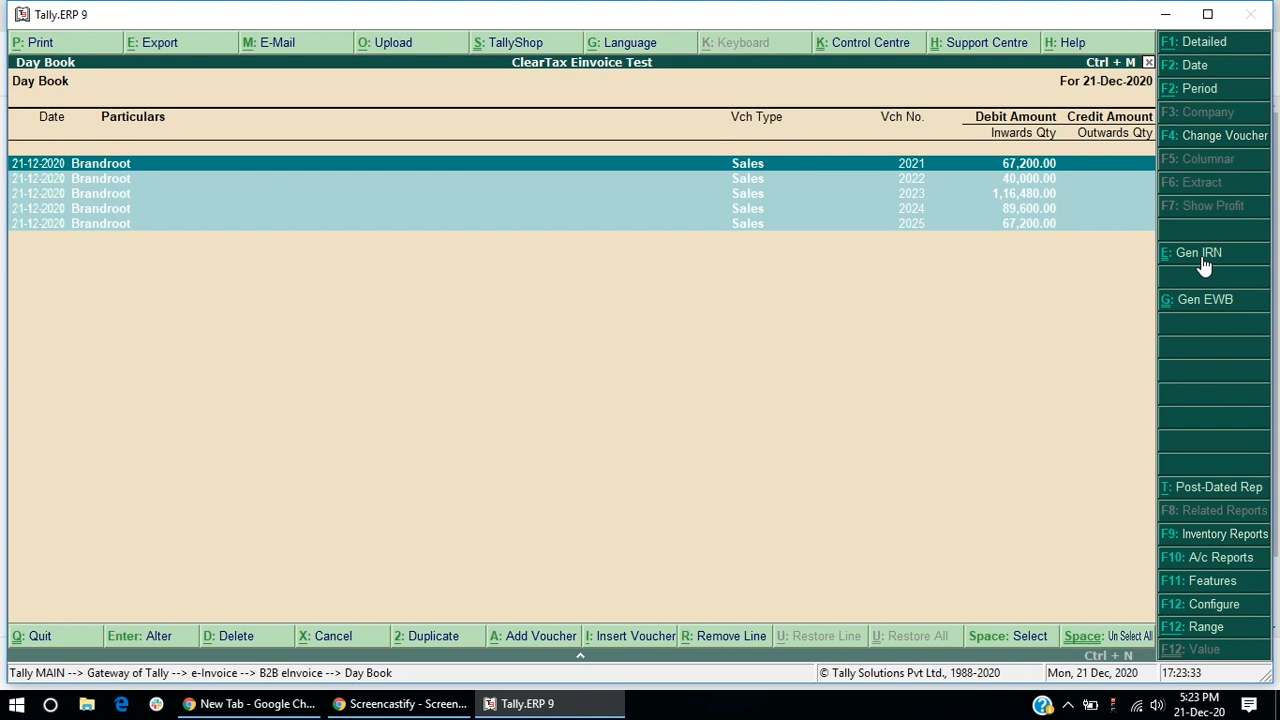 Tally.ERP 9
P: Print E: Export M: E-Mail O: Upload S: TallyShop G: Language K: Keyboard K: Control Centre H: Support Centre H: Help
Day Book ClearTax Einvoice Test Ctrl + M
Day Book For 21-Dec-2020
Date Particulars Vch Type Vch No. Debit Amount Credit Amount
Inwards Qty Outwards Qty
21-12-2020 Brandroot Sales 2021 67,200.00
21-12-2020 Brandroot Sales 2022 40,000.00
21-12-2020 Brandroot Sales 2023 1,16,480.00
21-12-2020 Brandroot Sales 2024 89,600.00
21-12-2020 Brandroot Sales 2025 67,200.00
F1: Detailed
F2: Date
F2: Period
F3: Company
F4: Change Voucher
F5: Columnar
F6: Extract
F7: Show Profit
E: Gen IRN
G: Gen EWB
T: Post-Dated Rep
F8: Related Reports
F9: Inventory Reports
F10: A/c Reports
F11: Features
F12: Configure
F12: Range
F12: Value
Q: Quit Enter: Alter D: Delete X: Cancel 2: Duplicate A: Add Voucher I: Insert Voucher R: Remove Line U: Restore Line U: Restore All Space: Select Space: Un Select All
Ctrl + N
Tally MAIN --> Gateway of Tally --> e-Invoice --> B2B eInvoice --> Day Book © Tally Solutions Pvt Ltd., 1988-2020 Mon, 21 Dec, 2020 17:23:33
New Tab - Google Ch... Screencastify - Screen... Tally.ERP 9 5:23 PM
21-Dec-20